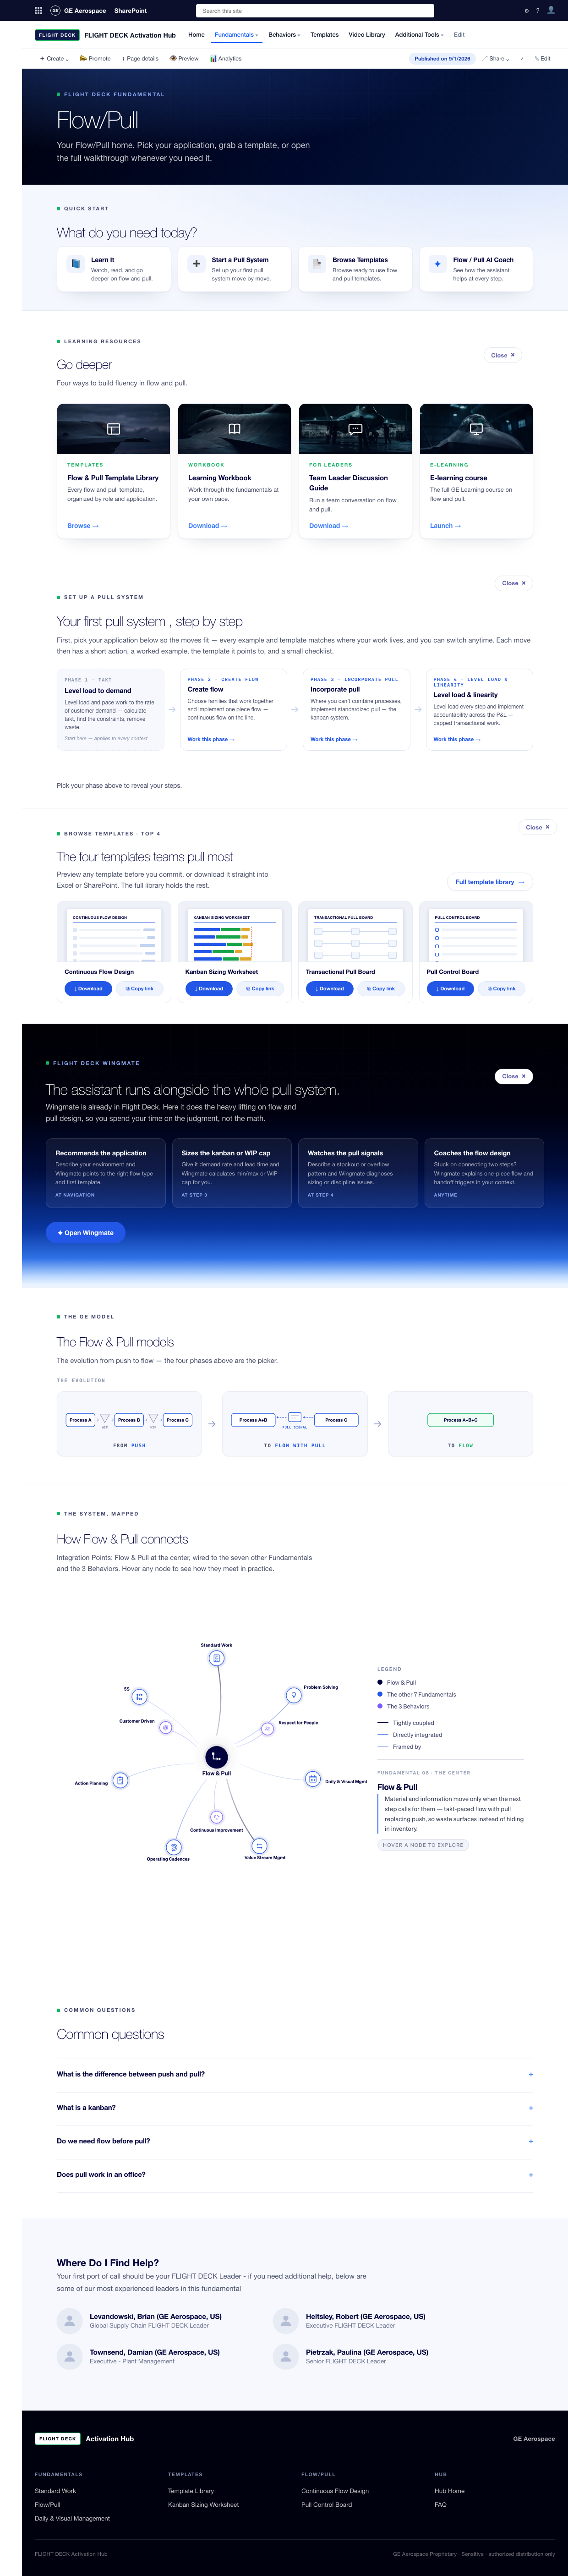 GE Aerospace SharePoint
Search this site
?
FLIGHT DECK FLIGHT DECK Activation Hub Home Fundamentals Behaviors Templates Video Library Additional Tools Edit
+ Create Promote Page details Preview Analytics Published on 9/1/2026 Share Edit
FLIGHT DECK FUNDAMENTAL
Flow/Pull
Your Flow/Pull home. Pick your application, grab a template, or open
the full walkthrough whenever you need it.
QUICK START
What do you need today?
Learn It
Watch, read, and go
deeper on flow and pull.
Start a Pull System
Set up your first pull
system move by move.
Browse Templates
Browse ready to use flow
and pull templates.
Flow / Pull AI Coach
See how the assistant
helps at every step.
LEARNING RESOURCES
Close ×
Go deeper
Four ways to build fluency in flow and pull.
TEMPLATES
Flow & Pull Template Library
Every flow and pull template,
organized by role and application.
Browse →
WORKBOOK
Learning Workbook
Work through the fundamentals at
your own pace.
Download →
FOR LEADERS
Team Leader Discussion
Guide
Run a team conversation on flow
and pull.
Download →
E-LEARNING
E-learning course
The full GE Learning course on
flow and pull.
Launch →
Close ×
SET UP A PULL SYSTEM
Your first pull system , step by step
First, pick your application below so the moves fit — every example and template matches where your work lives, and you can switch anytime. Each move
then has a short action, a worked example, the template it points to, and a small checklist.
PHASE 1 · TAKT
Level load to demand
Level load and pace work to the rate
of customer demand — calculate
takt, find the constraints, remove
waste.
Start here — applies to every context
→
PHASE 2 · CREATE FLOW
Create flow
Choose families that work together
and implement one piece flow —
continuous flow on the line.
Work this phase →
→
PHASE 3 · INCORPORATE PULL
Incorporate pull
Where you can't combine processes,
implement standardized pull — the
kanban system.
Work this phase →
→
PHASE 4 · LEVEL LOAD &
LINEARITY
Level load & linearity
Level load every step and implement
accountability across the P&L —
capped transactional work.
Work this phase →
Pick your phase above to reveal your steps.
Close ×
BROWSE TEMPLATES · TOP 4
The four templates teams pull most
Preview any template before you commit, or download it straight into
Excel or SharePoint. The full library holds the rest.
Full template library →
CONTINUOUS FLOW DESIGN
Continuous Flow Design
↓ Download Copy link
KANBAN SIZING WORKSHEET
Kanban Sizing Worksheet
↓ Download Copy link
TRANSACTIONAL PULL BOARD
Transactional Pull Board
↓ Download Copy link
PULL CONTROL BOARD
Pull Control Board
↓ Download Copy link
FLIGHT DECK WINGMATE
Close ×
The assistant runs alongside the whole pull system.
Wingmate is already in Flight Deck. Here it does the heavy lifting on flow and
pull design, so you spend your time on the judgment, not the math.
Recommends the application
Describe your environment and
Wingmate points to the right flow type
and first template.
AT NAVIGATION
Sizes the kanban or WIP cap
Give it demand rate and lead time and
Wingmate calculates min/max or WIP
cap for you.
AT STEP 3
Watches the pull signals
Describe a stockout or overflow
pattern and Wingmate diagnoses
sizing or discipline issues.
AT STEP 4
Coaches the flow design
Stuck on connecting two steps?
Wingmate explains one-piece flow and
handoff triggers in your context.
ANYTIME
✦ Open Wingmate
THE GE MODEL
The Flow & Pull models
The evolution from push to flow — the four phases above are the picker.
THE EVOLUTION
Process A Process B Process C
FROM PUSH
→
Process A+B Process C
PULL SIGNAL
TO FLOW WITH PULL
→
Process A+B+C
TO FLOW
THE SYSTEM, MAPPED
How Flow & Pull connects
Integration Points: Flow & Pull at the center, wired to the seven other Fundamentals
and the 3 Behaviors. Hover any node to see how they meet in practice.
Standard Work
5S
Problem Solving
Customer Driven
Respect for People
Flow & Pull
Action Planning
Daily & Visual Mgmt
Continuous Improvement
Operating Cadences
Value Stream Mgmt
LEGEND
Flow & Pull
The other 7 Fundamentals
The 3 Behaviors
Tightly coupled
Directly integrated
Framed by
FUNDAMENTAL 08 · THE CENTER
Flow & Pull
Material and information move only when the next
step calls for them — takt-paced flow with pull
replacing push, so waste surfaces instead of hiding
in inventory.
HOVER A NODE TO EXPLORE
COMMON QUESTIONS
Common questions
What is the difference between push and pull? +
What is a kanban? +
Do we need flow before pull? +
Does pull work in an office? +
Where Do I Find Help?
Your first port of call should be your FLIGHT DECK Leader - if you need additional help, below are
some of our most experienced leaders in this fundamental
Levandowski, Brian (GE Aerospace, US)
Global Supply Chain FLIGHT DECK Leader
Heltsley, Robert (GE Aerospace, US)
Executive FLIGHT DECK Leader
Townsend, Damian (GE Aerospace, US)
Executive - Plant Management
Pietrzak, Paulina (GE Aerospace, US)
Senior FLIGHT DECK Leader
FLIGHT DECK Activation Hub GE Aerospace
FUNDAMENTALS
Standard Work
Flow/Pull
Daily & Visual Management
TEMPLATES
Template Library
Kanban Sizing Worksheet
FLOW/PULL
Continuous Flow Design
Pull Control Board
HUB
Hub Home
FAQ
FLIGHT DECK Activation Hub GE Aerospace Proprietary · Sensitive · authorized distribution only